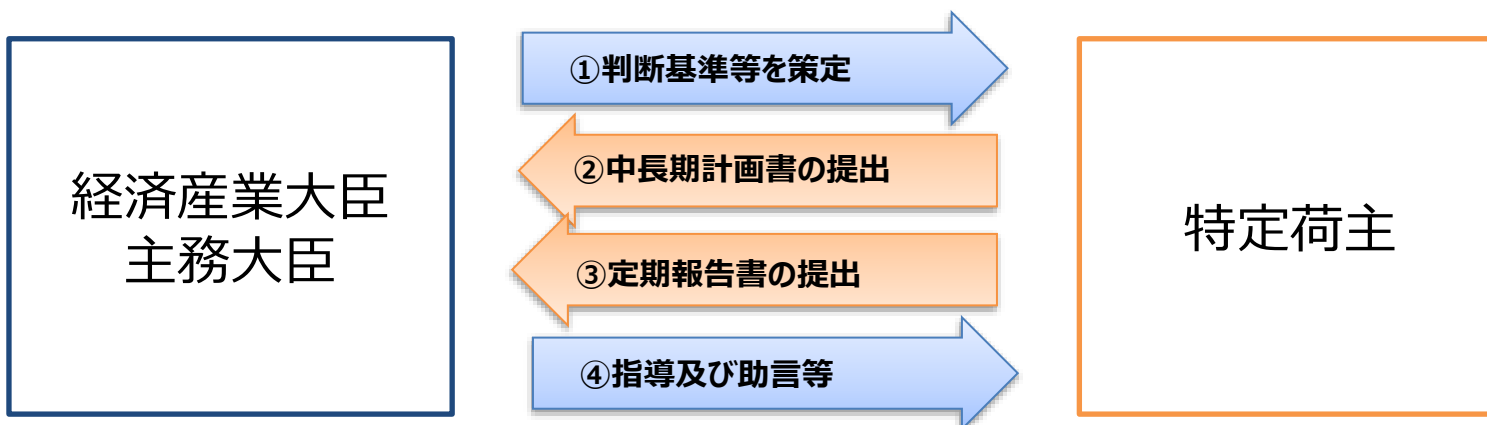 経済産業大臣
主務大臣
①判断基準等を策定
②中長期計画書の提出
③定期報告書の提出
④指導及び助言等
特定荷主